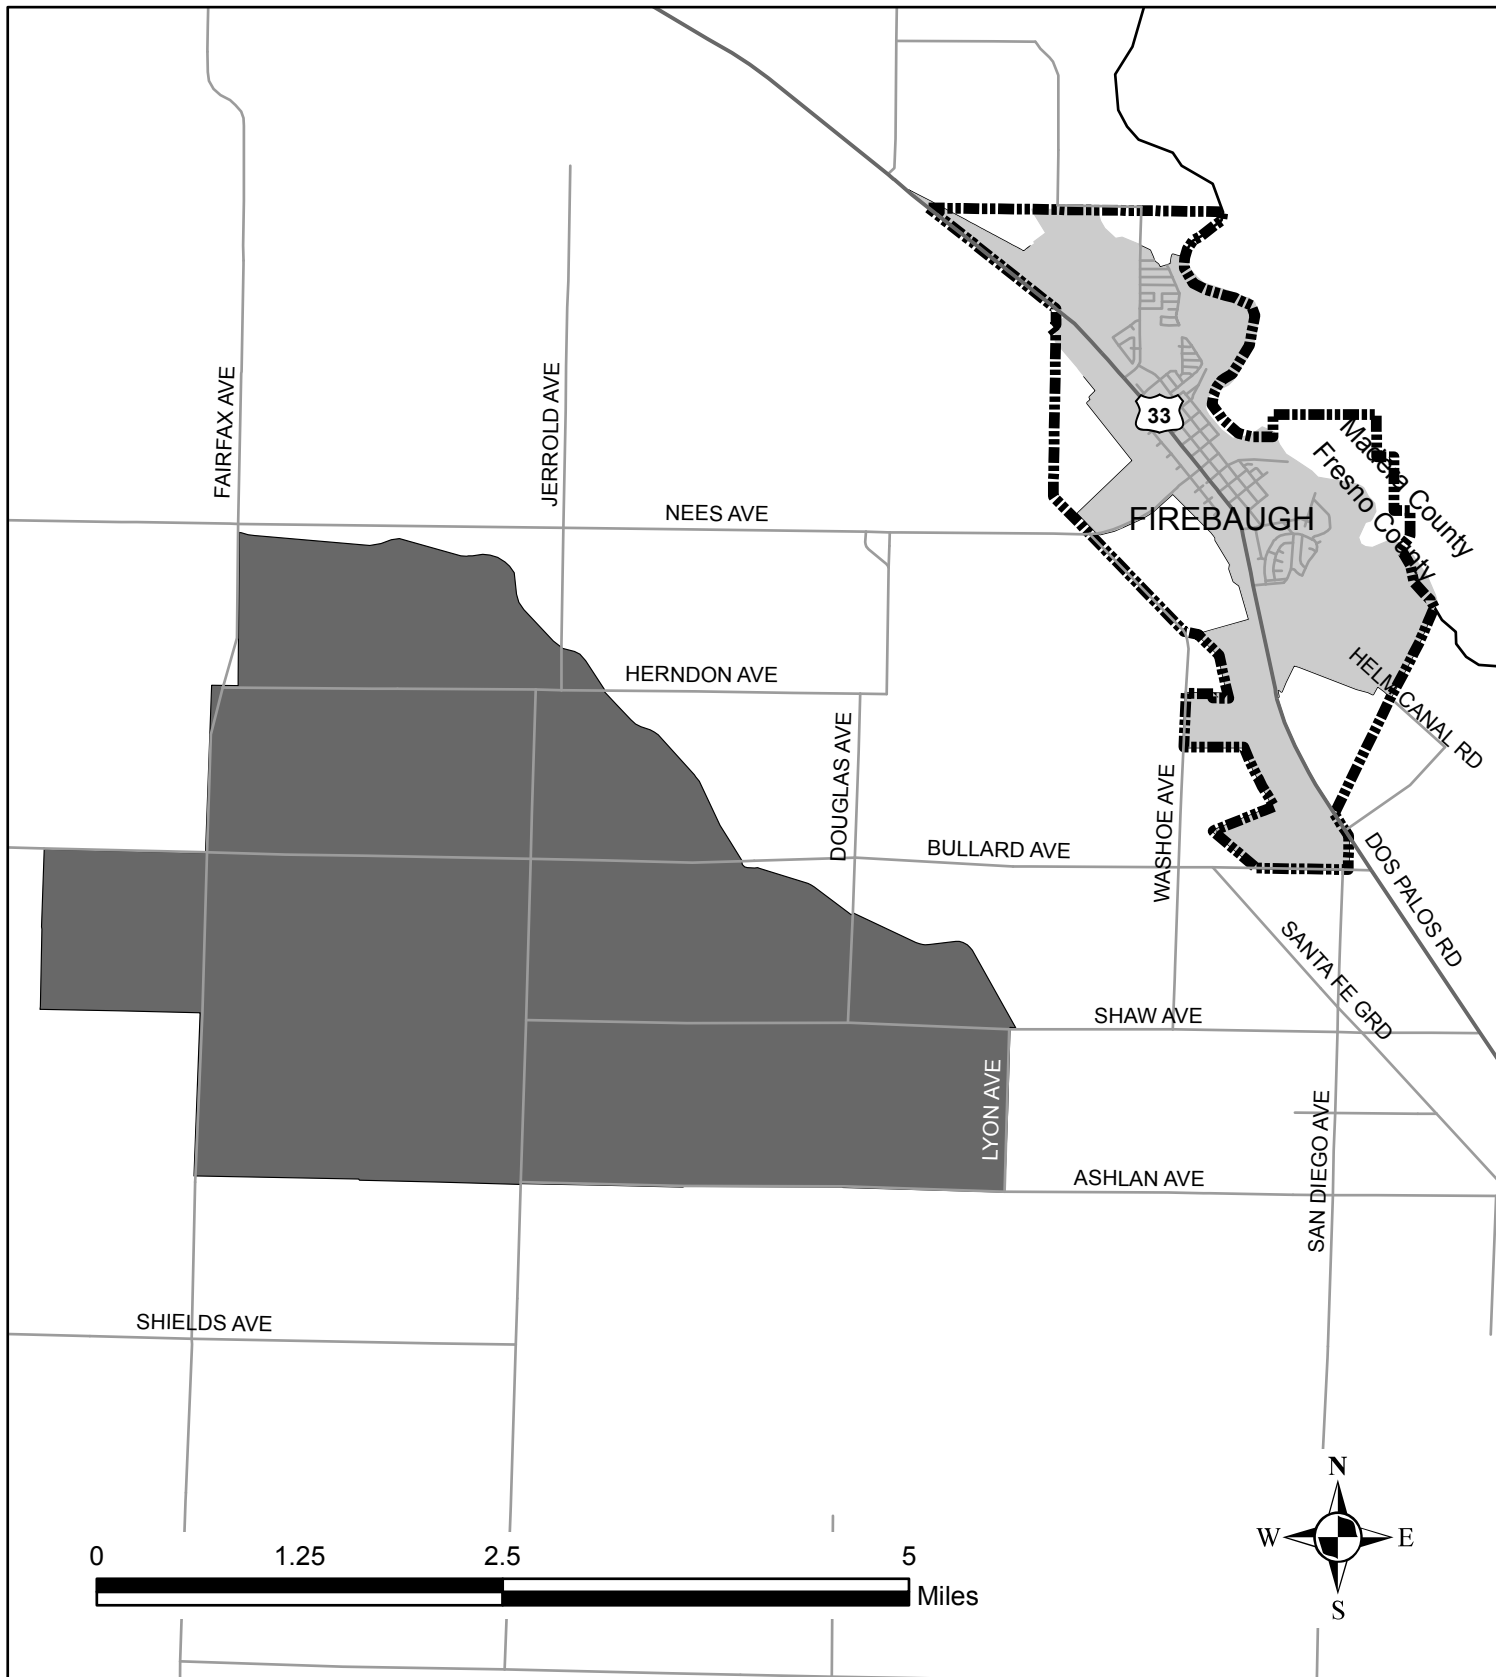 FAIRFAX AVE
JERROLD AVE
33
Madera County
Fresno County
NEES AVE
FIREBAUGH
HERNDON AVE
HELM CANAL RD
DOUGLAS AVE
WASHOE AVE
BULLARD AVE
DOS PALOS RD
SANTA FE GRD
SHAW AVE
LYON AVE
SAN DIEGO AVE
ASHLAN AVE
SHIELDS AVE
N
W
E
S
0
1.25
2.5
5
Miles